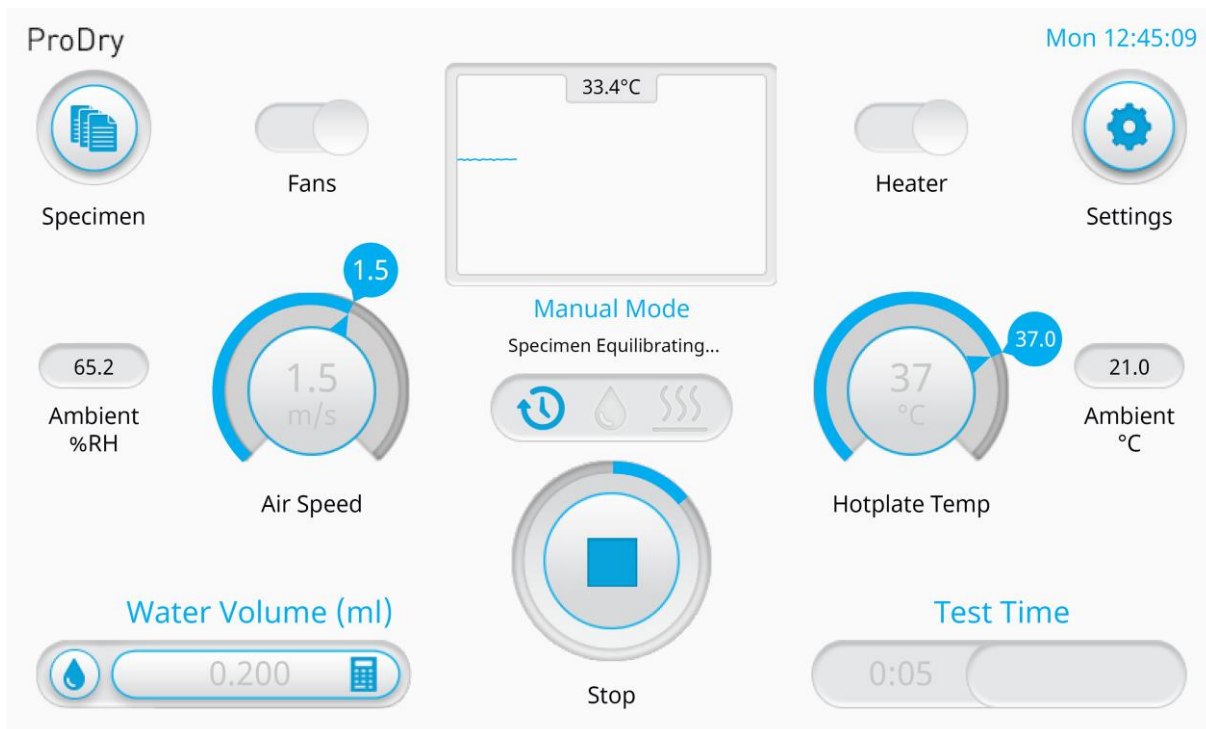 ProDry
Mon 12:45:09
33.4°C
Fans
Heater
Specimen
Settings
1.5
Manual Mode
Specimen Equilibrating...
37.0
65.2
1.5
m/s
37
°C
21.0
Ambient
%RH
Ambient
°C
Air Speed
Hotplate Temp
Water Volume (ml)
Test Time
0.200
0:05
Stop